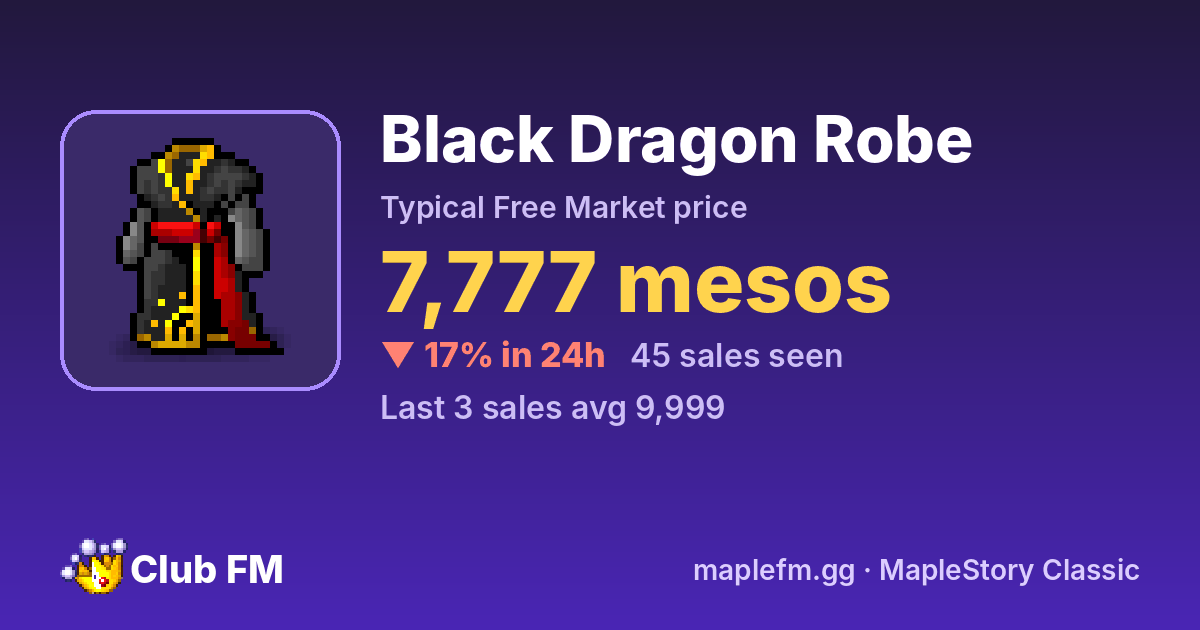 Black Dragon Robe
Typical Free Market price
7,777 mesos
▼ 17% in 24h 45 sales seen
Last 3 sales avg 9,999
Club FM
maplefm.gg · MapleStory Classic